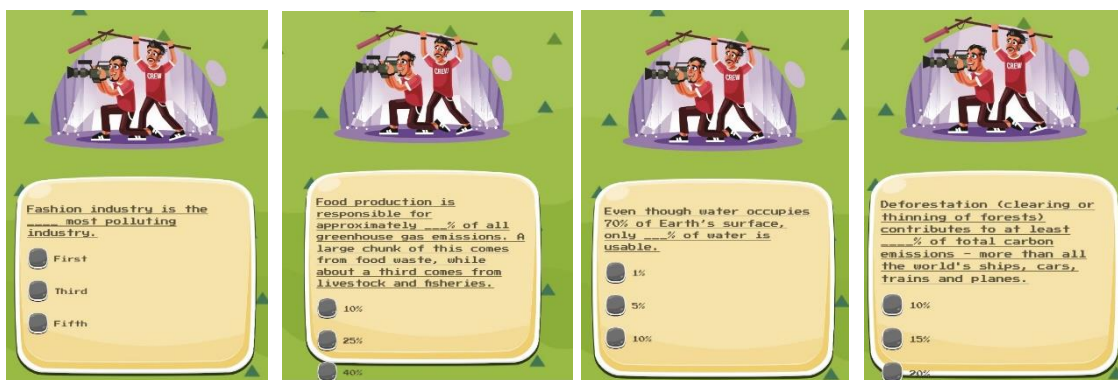 CREW
Fashion industry is the
____ most polluting
industry.
First
Third
Fifth
CREW
Food production is
responsible for
approximately ___% of all
greenhouse gas emissions. A
large chunk of this comes
from food waste, while
about a third comes from
livestock and fisheries.
10%
25%
40%
CREW
Even though water occupies
70% of Earth's surface,
only ___% of water is
usable.
1%
5%
10%
CREW
Deforestation (clearing or
thinning of forests)
contributes to at least
____% of total carbon
emissions - more than all
the world's ships, cars,
trains and planes.
10%
15%
20%